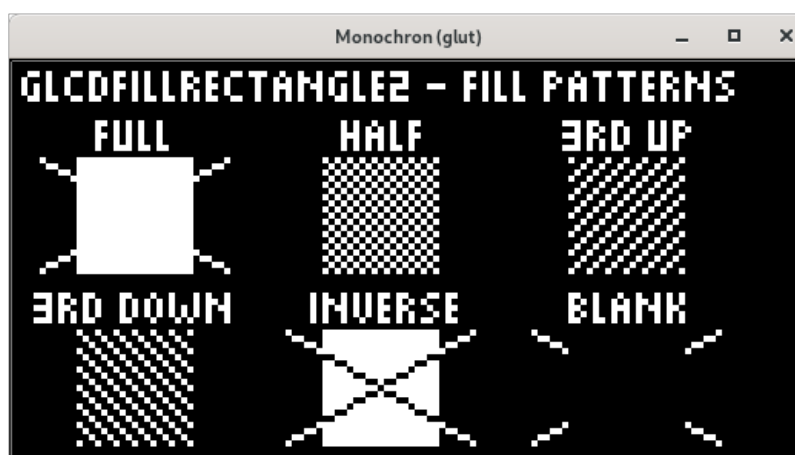 Monochron (glut)
GLCDFILLRECTANGLE2 – FILL PATTERNS
FULL HALF 3RD UP
3RD DOWN INVERSE BLANK